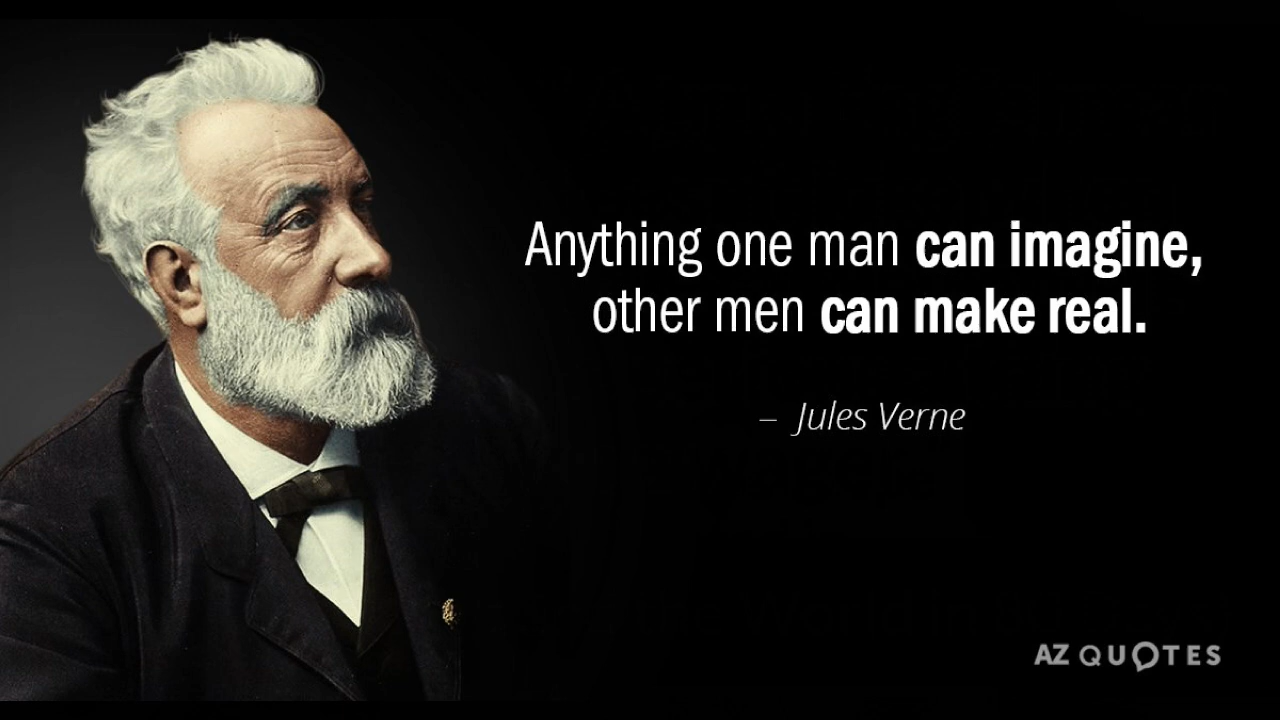 Anything one man can imagine,
other men can make real.
– Jules Verne
AZ QUOTES